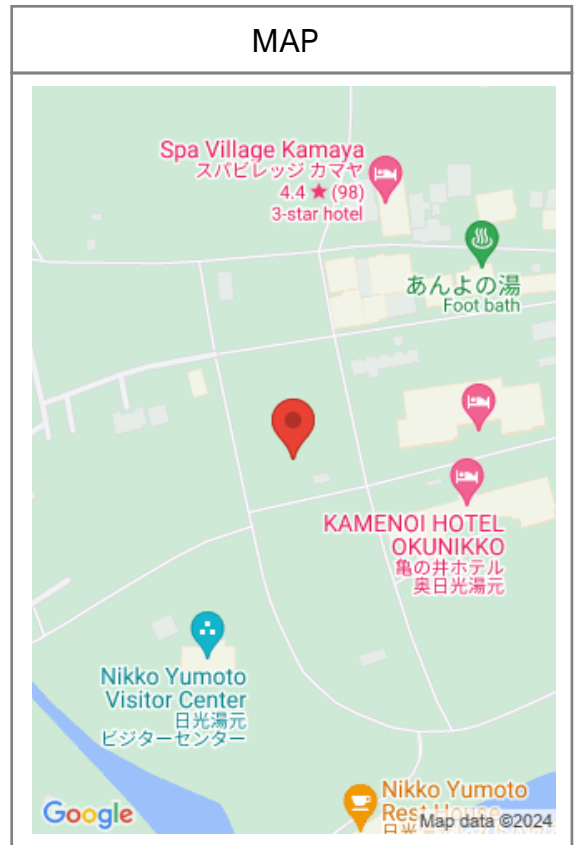 MAP
Spa Village Kamaya
スパビレッジ カマヤ
4.4 ★ (98)
3-star hotel
あんよの湯
Foot bath
KAMENOI HOTEL
OKUNIKKO
亀の井ホテル
奥日光湯元
Nikko Yumoto
Visitor Center
日光湯元
ビジターセンター
Nikko Yumoto
Rest House
Google
Map data ©2024